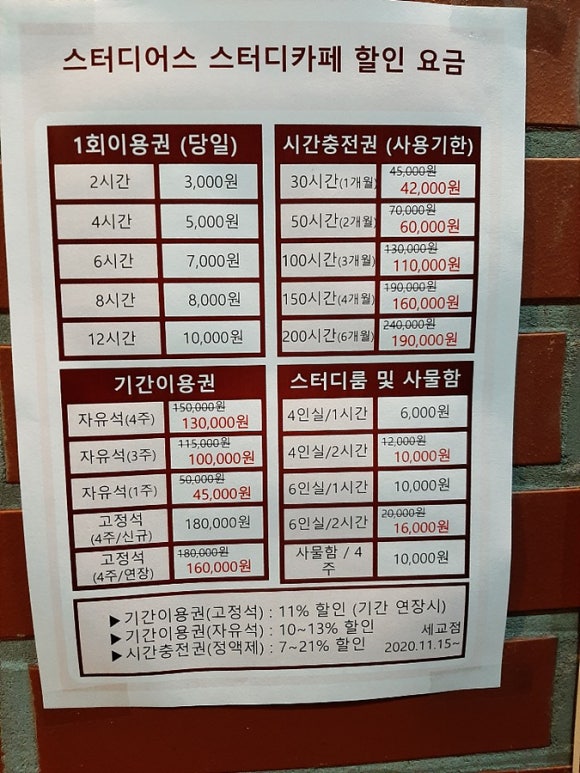 스터디어스 스터디카페 할인 요금
1회이용권 (당일)
2시간 3,000원
4시간 5,000원
6시간 7,000원
8시간 8,000원
12시간 10,000원
시간충전권 (사용기한)
30시간(1개월) 45,000원 42,000원
50시간(2개월) 70,000원 60,000원
100시간(3개월) 130,000원 110,000원
150시간(4개월) 190,000원 160,000원
200시간(6개월) 240,000원 190,000원
기간이용권
자유석(4주) 150,000원 130,000원
자유석(3주) 115,000원 100,000원
자유석(1주) 50,000원 45,000원
고정석
(4주/신규) 180,000원
고정석
(4주/연장) 180,000원 160,000원
스터디룸 및 사물함
4인실/1시간 6,000원
4인실/2시간 12,000원 10,000원
6인실/1시간 10,000원
6인실/2시간 20,000원 16,000원
사물함 / 4
주 10,000원
▶기간이용권(고정석) : 11% 할인 (기간 연장시)
▶기간이용권(자유석) : 10~13% 할인
▶시간충전권(정액제) : 7~21% 할인
세교점
2020.11.15~